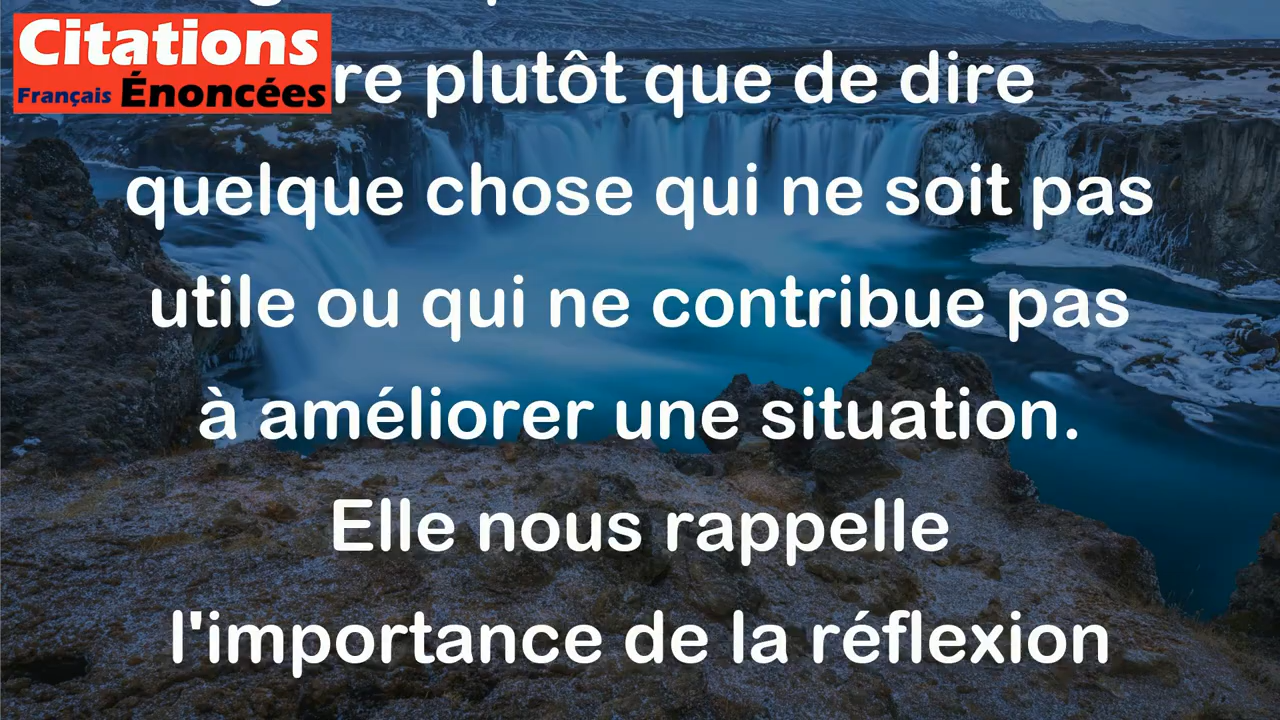 Citations
Français Énoncées
plutôt que de dire
quelque chose qui ne soit pas
utile ou qui ne contribue pas
à améliorer une situation.
Elle nous rappelle
l'importance de la réflexion